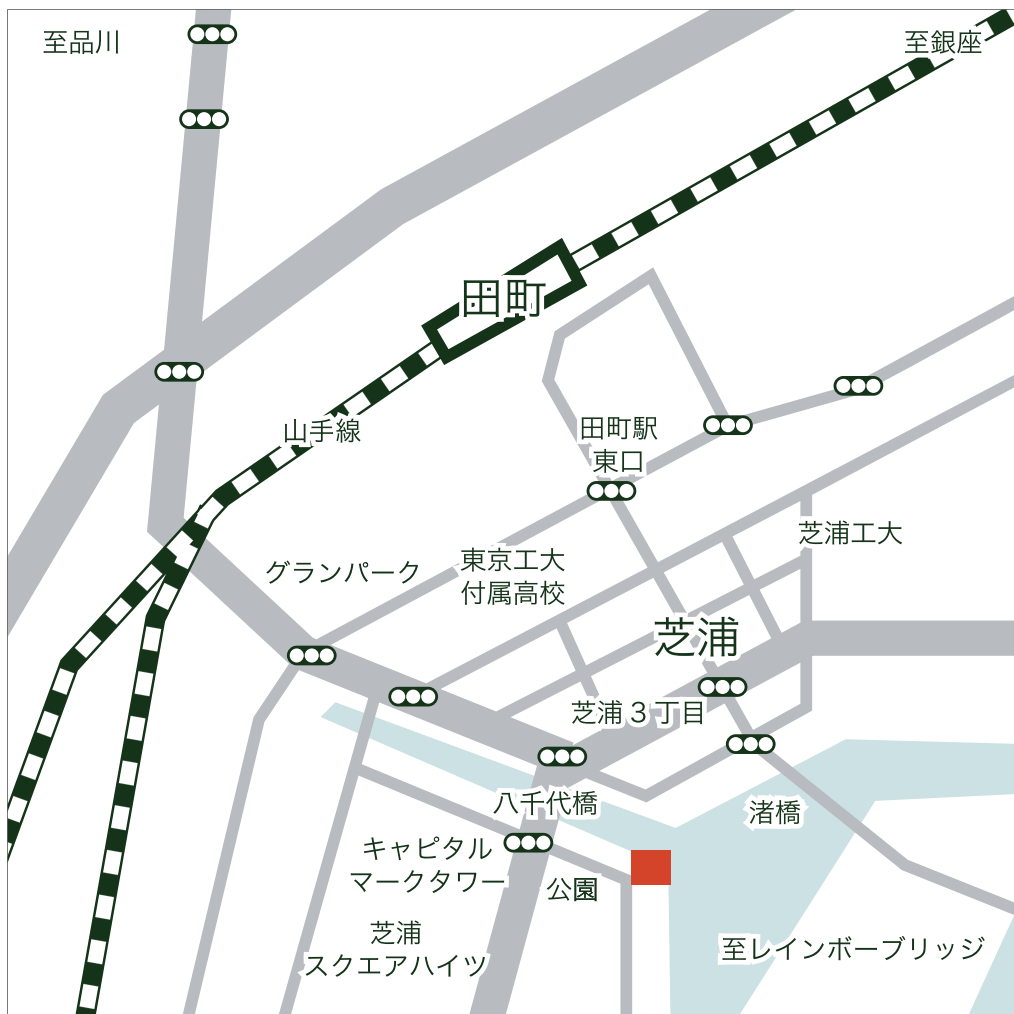 至品川
至銀座
田町
山手線
田町駅
東口
芝浦工大
東京工大
付属高校
グランパーク
芝浦
芝浦３丁目
八千代橋
渚橋
キャピタル
マークタワー
公園
芝浦
スクエアハイツ
至レインボーブリッジ